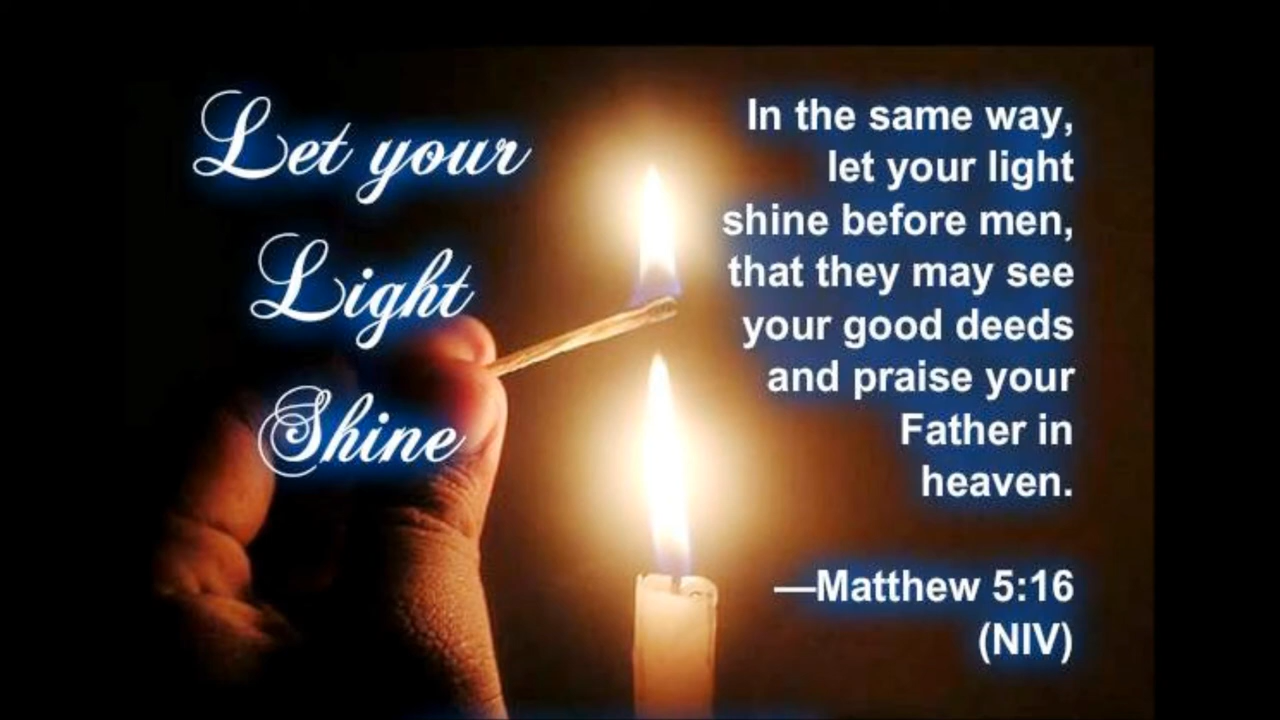 Let your
Light
Shine
In the same way,
let your light
shine before men,
that they may see
your good deeds
and praise your
Father in
heaven.
—Matthew 5:16
(NIV)